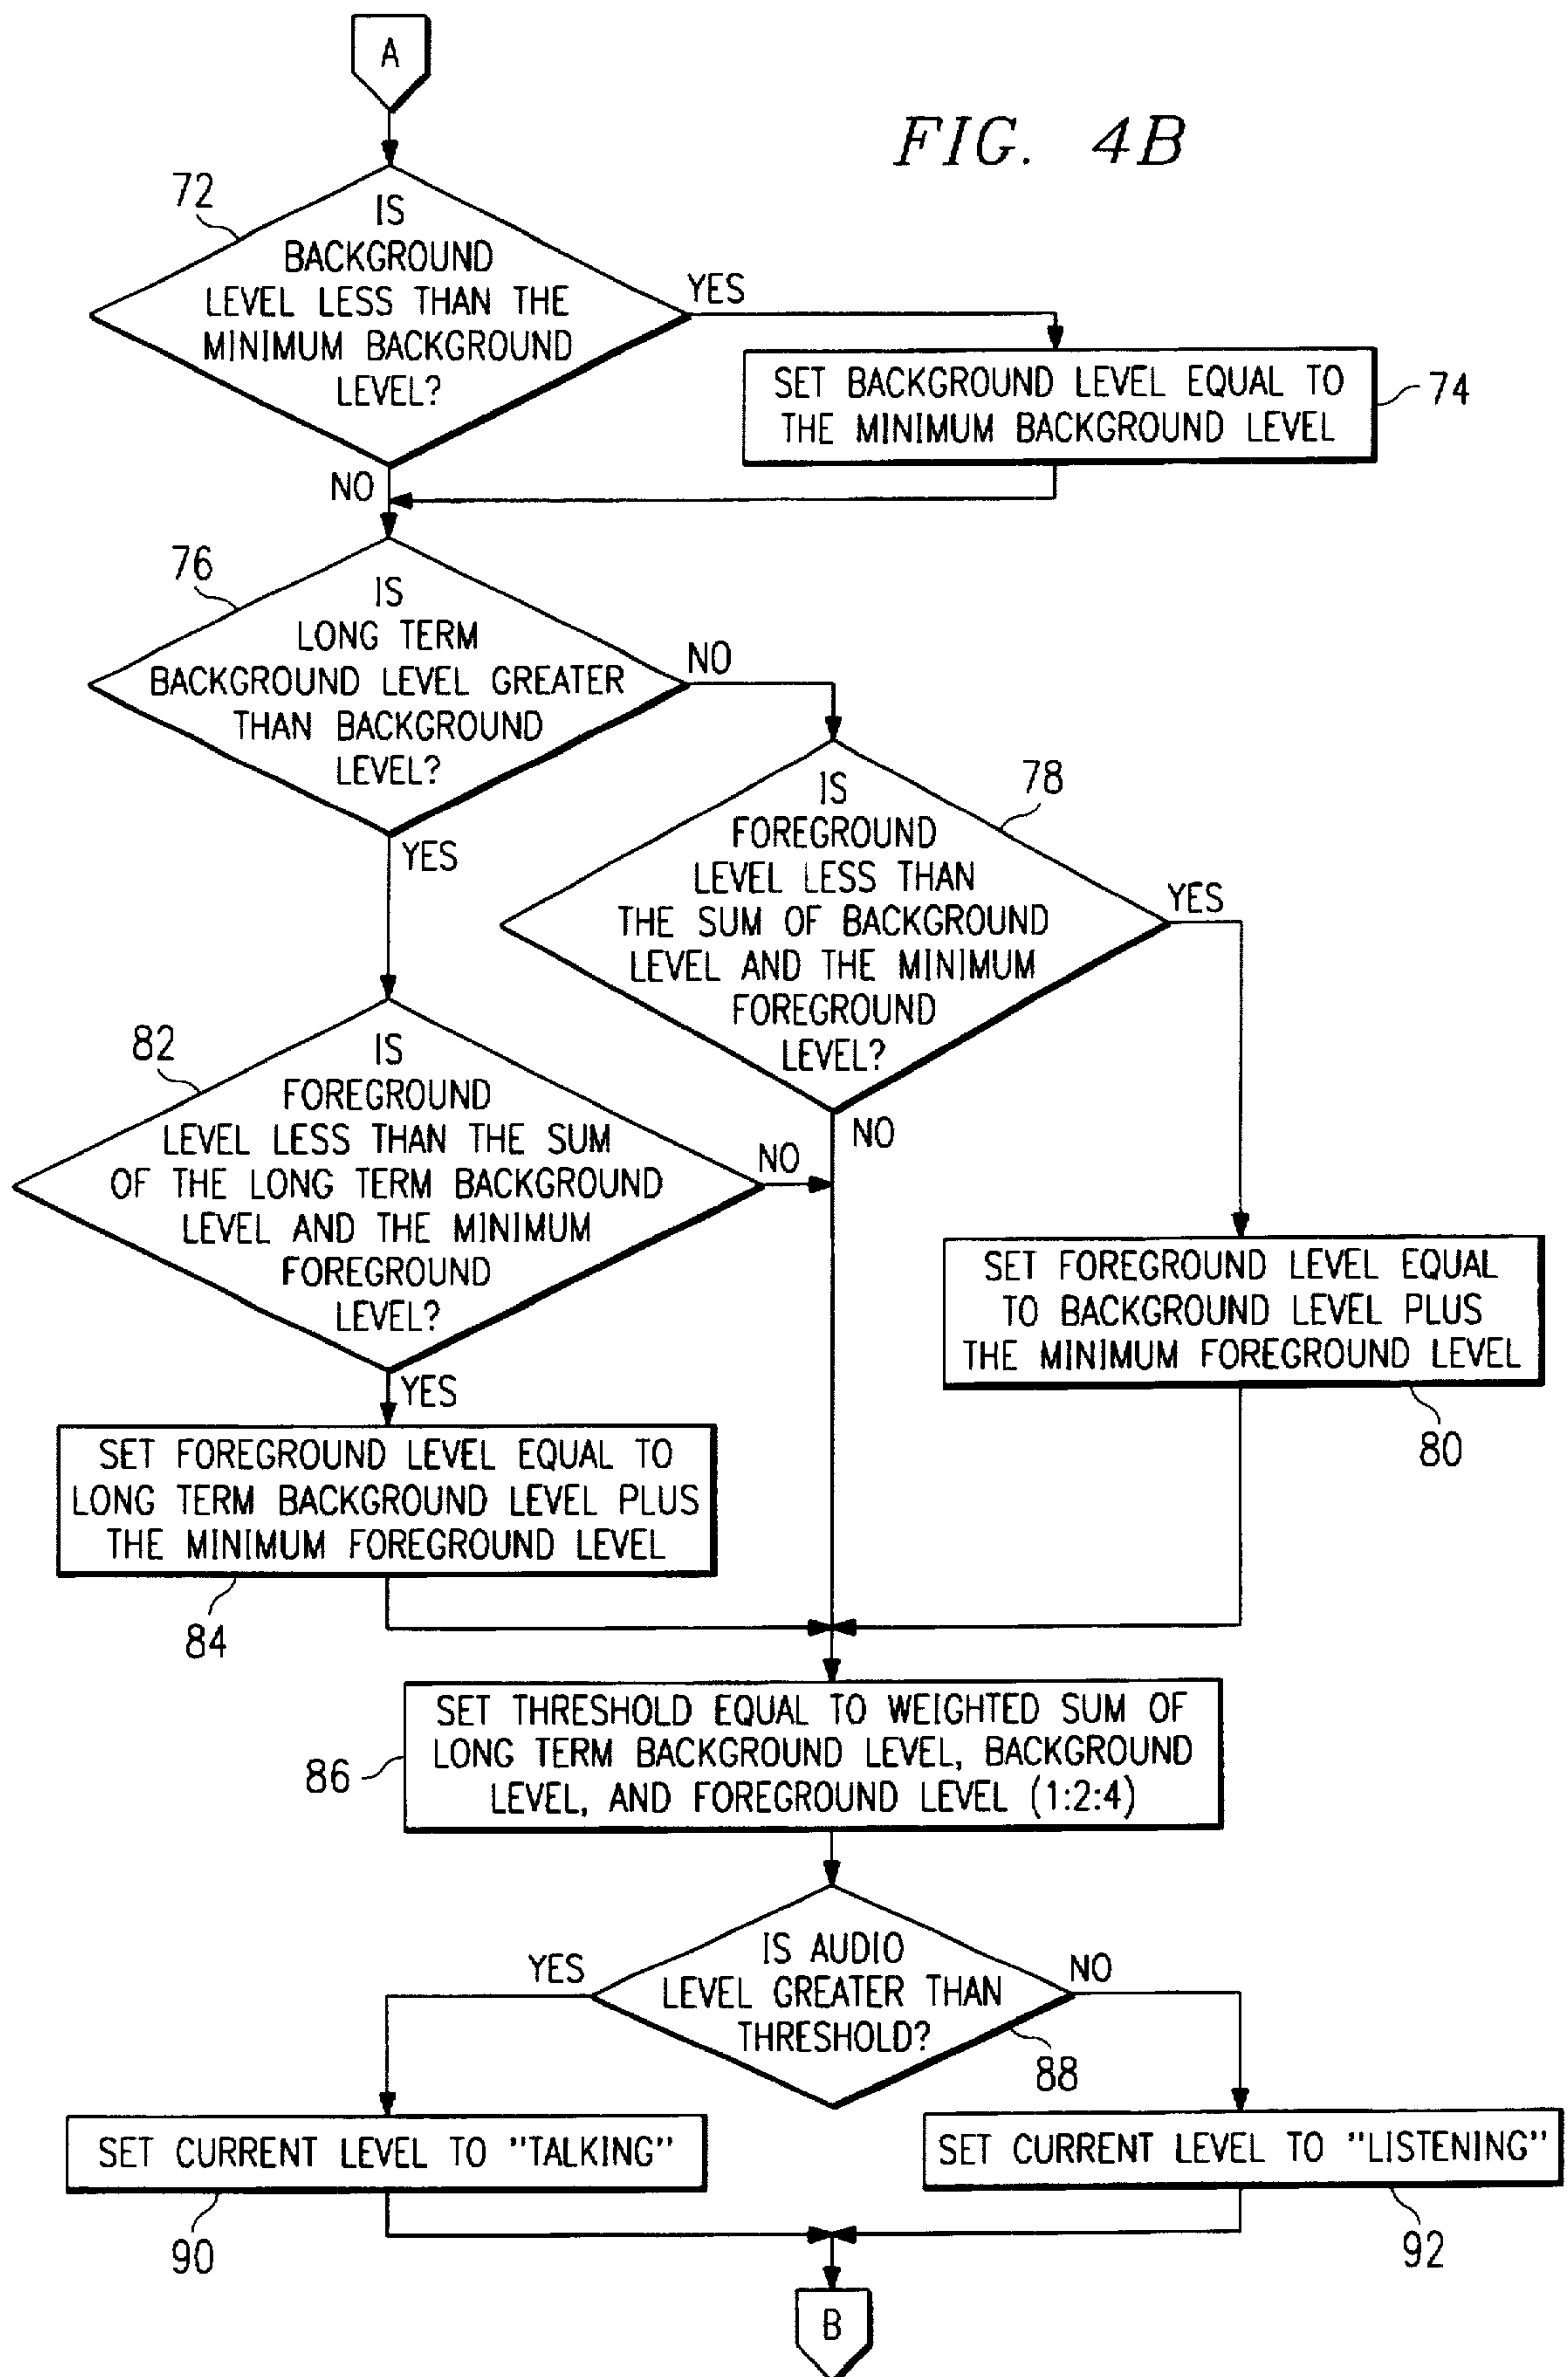 A
FIG. 4B
72
IS
BACKGROUND
LEVEL LESS THAN THE
MINIMUM BACKGROUND
LEVEL?
YES
SET BACKGROUND LEVEL EQUAL TO
THE MINIMUM BACKGROUND LEVEL
74
NO
76
IS
LONG TERM
BACKGROUND LEVEL GREATER
THAN BACKGROUND
LEVEL?
NO
YES
78
IS
FOREGROUND
LEVEL LESS THAN
THE SUM OF BACKGROUND
LEVEL AND THE MINIMUM
FOREGROUND
LEVEL?
YES
NO
82
IS
FOREGROUND
LEVEL LESS THAN THE SUM
OF THE LONG TERM BACKGROUND
LEVEL AND THE MINIMUM
FOREGROUND
LEVEL?
NO
YES
SET FOREGROUND LEVEL EQUAL
TO BACKGROUND LEVEL PLUS
THE MINIMUM FOREGROUND LEVEL
80
SET FOREGROUND LEVEL EQUAL TO
LONG TERM BACKGROUND LEVEL PLUS
THE MINIMUM FOREGROUND LEVEL
84
86
SET THRESHOLD EQUAL TO WEIGHTED SUM OF
LONG TERM BACKGROUND LEVEL, BACKGROUND
LEVEL, AND FOREGROUND LEVEL (1:2:4)
YES
IS AUDIO
LEVEL GREATER THAN
THRESHOLD?
NO
88
SET CURRENT LEVEL TO "TALKING"
90
SET CURRENT LEVEL TO "LISTENING"
92
B